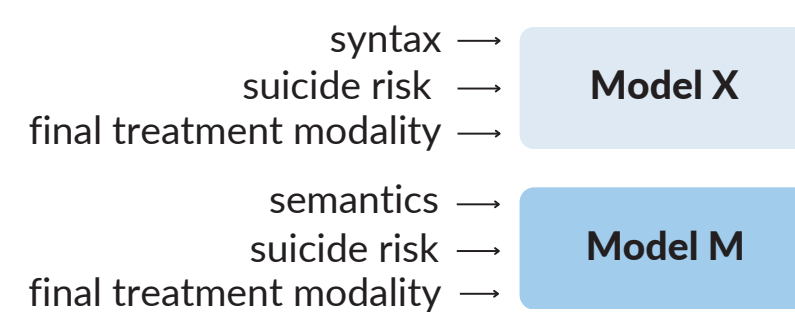 syntax →
suicide risk → Model X
final treatment modality →
semantics →
suicide risk → Model M
final treatment modality →